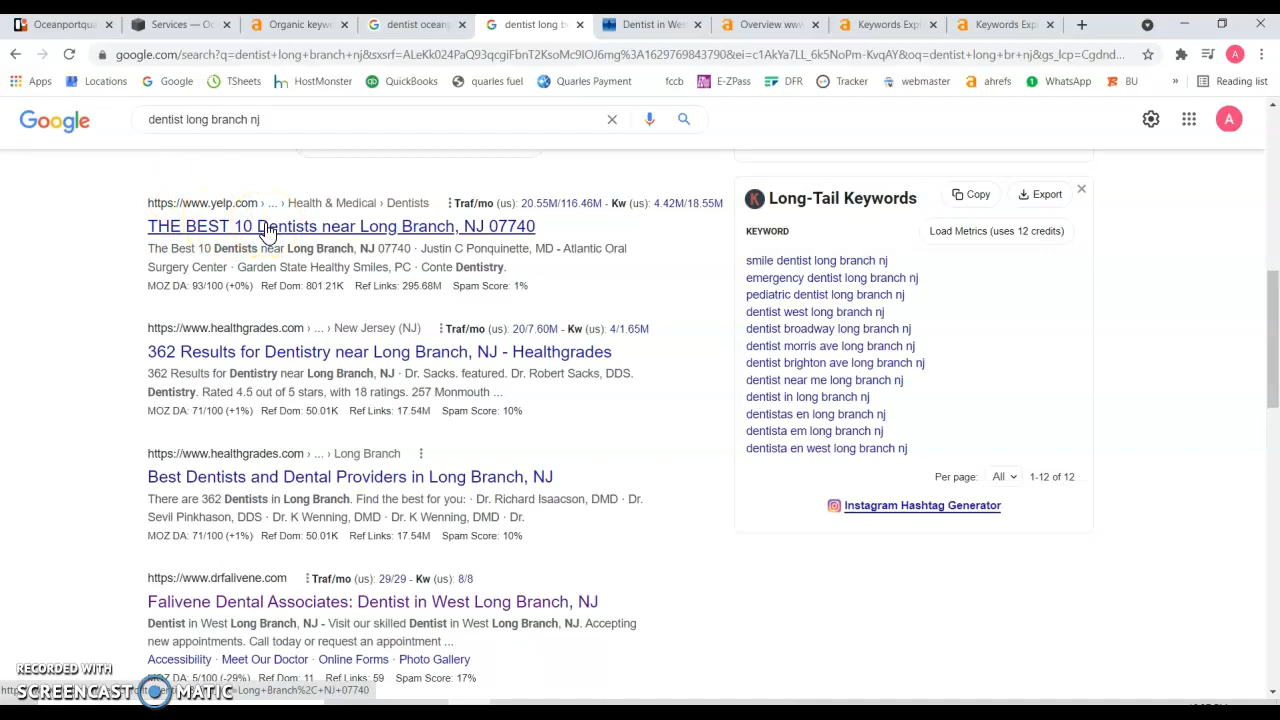 Oceanportqua
Services — Oc
Organic keyw
dentist ocean
dentist long b
Dentist in Wes
Overview www
Keywords Exp
Keywords Exp
google.com/search?q=dentist+long+branch+nj&sxsrf=ALeKk024PaQ93qcgiFbnT2KsoMc9IOJ6mg%3A1629769843790&ei=c1AkYa7LL_6k5NoPm-KvqAY&oq=dentist+long+br+nj&gs_lcp=Cgdnd...
Apps
Locations
Google
TSheets
HostMonster
QuickBooks
quarles fuel
Quarles Payment
fccb
E-ZPass
DFR
Tracker
webmaster
ahrefs
WhatsApp
BU
»
Reading list
Google
dentist long branch nj
A
https://www.yelp.com › ... › Health & Medical › Dentists Traf/mo (us): 20.55M/116.46M - Kw (us): 4.42M/18.55M
THE BEST 10 Dentists near Long Branch, NJ 07740
The Best 10 Dentists near Long Branch, NJ 07740 · Justin C Ponquinette, MD - Atlantic Oral
Surgery Center · Garden State Healthy Smiles, PC · Conte Dentistry.
MOZ DA: 93/100 (+0%) Ref Dom: 801.21K Ref Links: 295.68M Spam Score: 1%
https://www.healthgrades.com › ... › New Jersey (NJ) Traf/mo (us): 20/7.60M - Kw (us): 4/1.65M
362 Results for Dentistry near Long Branch, NJ - Healthgrades
362 Results for Dentistry near Long Branch, NJ · Dr. Sacks. featured. Dr. Robert Sacks, DDS.
Dentistry. Rated 4.5 out of 5 stars, with 18 ratings. 257 Monmouth ...
MOZ DA: 71/100 (+1%) Ref Dom: 50.01K Ref Links: 17.54M Spam Score: 10%
https://www.healthgrades.com › ... › Long Branch
Best Dentists and Dental Providers in Long Branch, NJ
There are 362 Dentists in Long Branch. Find the best for you: · Dr. Richard Isaacson, DMD · Dr.
Sevil Pinkhason, DDS · Dr. K Wenning, DMD · Dr. K Wenning, DMD · Dr.
MOZ DA: 71/100 (+1%) Ref Dom: 50.01K Ref Links: 17.54M Spam Score: 10%
https://www.drfalivene.com Traf/mo (us): 29/29 - Kw (us): 8/8
Falivene Dental Associates: Dentist in West Long Branch, NJ
Dentist in West Long Branch, NJ - Visit our skilled Dentist in West Long Branch, NJ. Accepting
new appointments. Call today or request an appointment ...
Accessibility · Meet Our Doctor · Online Forms · Photo Gallery
MOZ DA: 5/100 (-29%) Ref Dom: 11 Ref Links: 59 Spam Score: 17%
Long-Tail Keywords
Copy
Export
KEYWORD
Load Metrics (uses 12 credits)
smile dentist long branch nj
emergency dentist long branch nj
pediatric dentist long branch nj
dentist west long branch nj
dentist broadway long branch nj
dentist morris ave long branch nj
dentist brighton ave long branch nj
dentist near me long branch nj
dentist in long branch nj
dentistas en long branch nj
dentista em long branch nj
dentista en west long branch nj
Per page: All 1-12 of 12
Instagram Hashtag Generator
RECORDED WITH
SCREENCAST MATIC
=Long+Branch%2C+NJ+07740